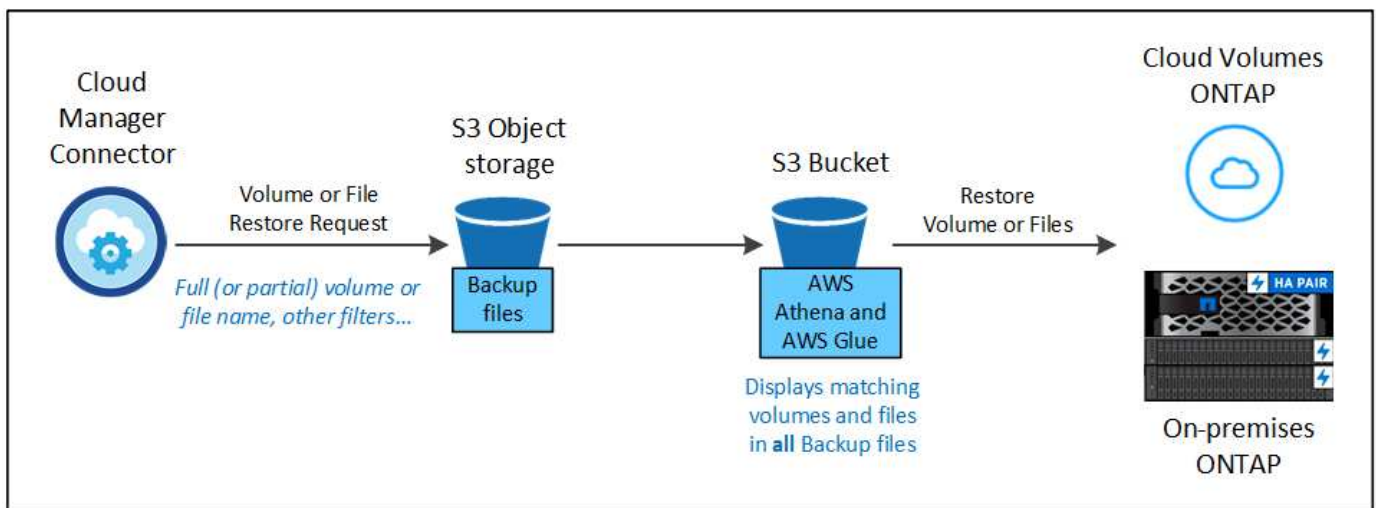 Cloud
Manager
Connector
Volume or File
Restore Request
Full (or partial) volume or
file name, other filters...
S3 Object
storage
Backup
files
S3 Bucket
AWS
Athena and
AWS Glue
Displays matching
volumes and files
in all Backup files
Restore
Volume or Files
Cloud Volumes
ONTAP
HA PAIR
On-premises
ONTAP